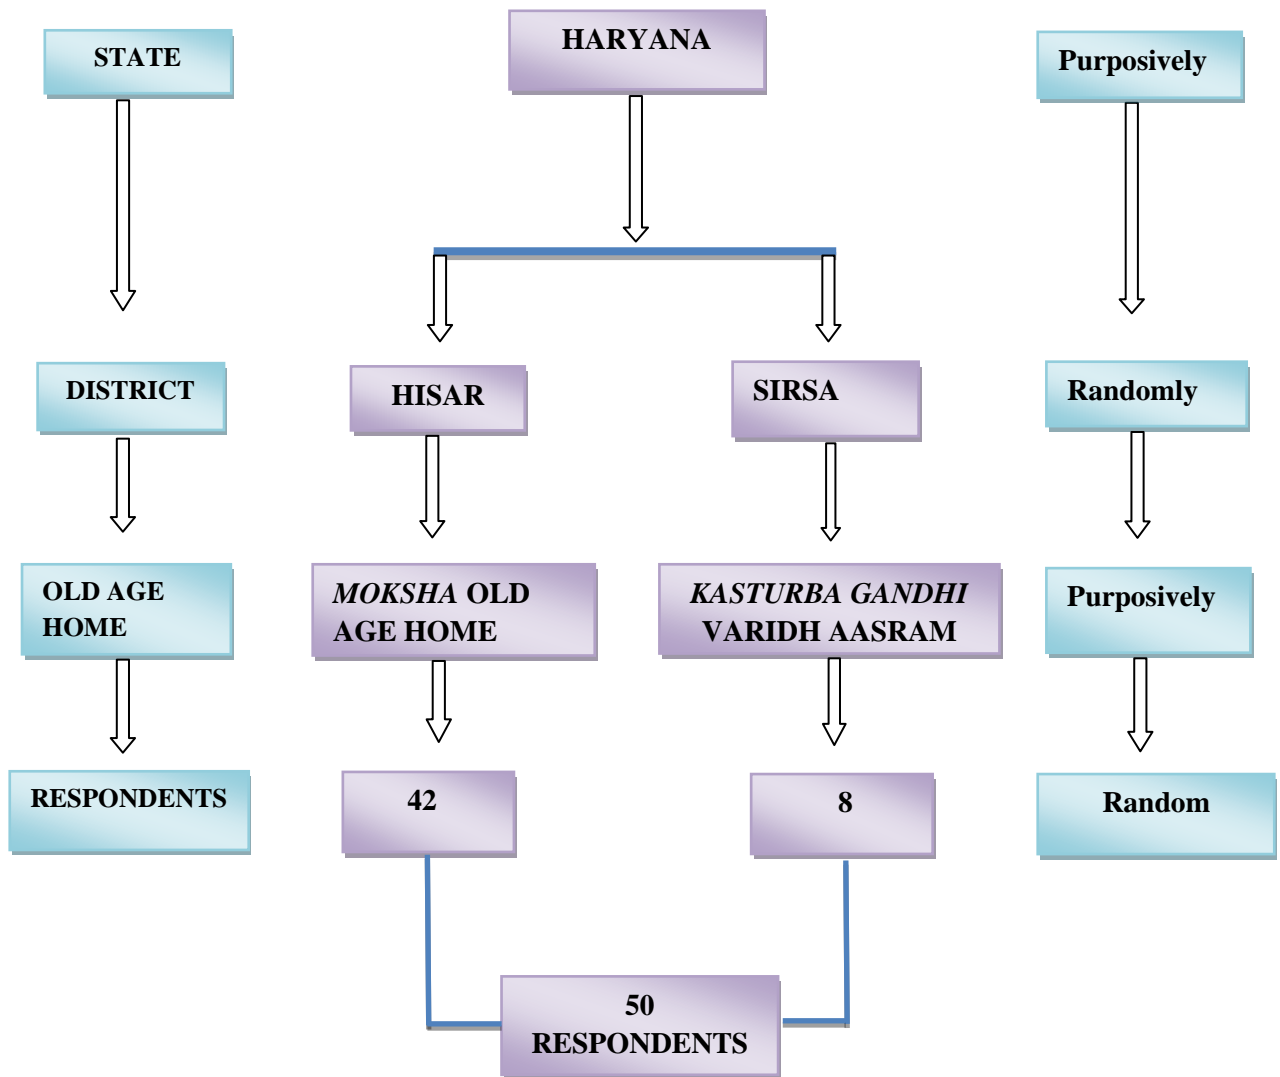 STATE
HARYANA
Purposively
DISTRICT
HISAR
SIRSA
Randomly
OLD AGE
HOME
MOKSHA OLD
AGE HOME
KASTURBA GANDHI
VARIDH AASRAM
Purposively
RESPONDENTS
42
8
Random
50
RESPONDENTS